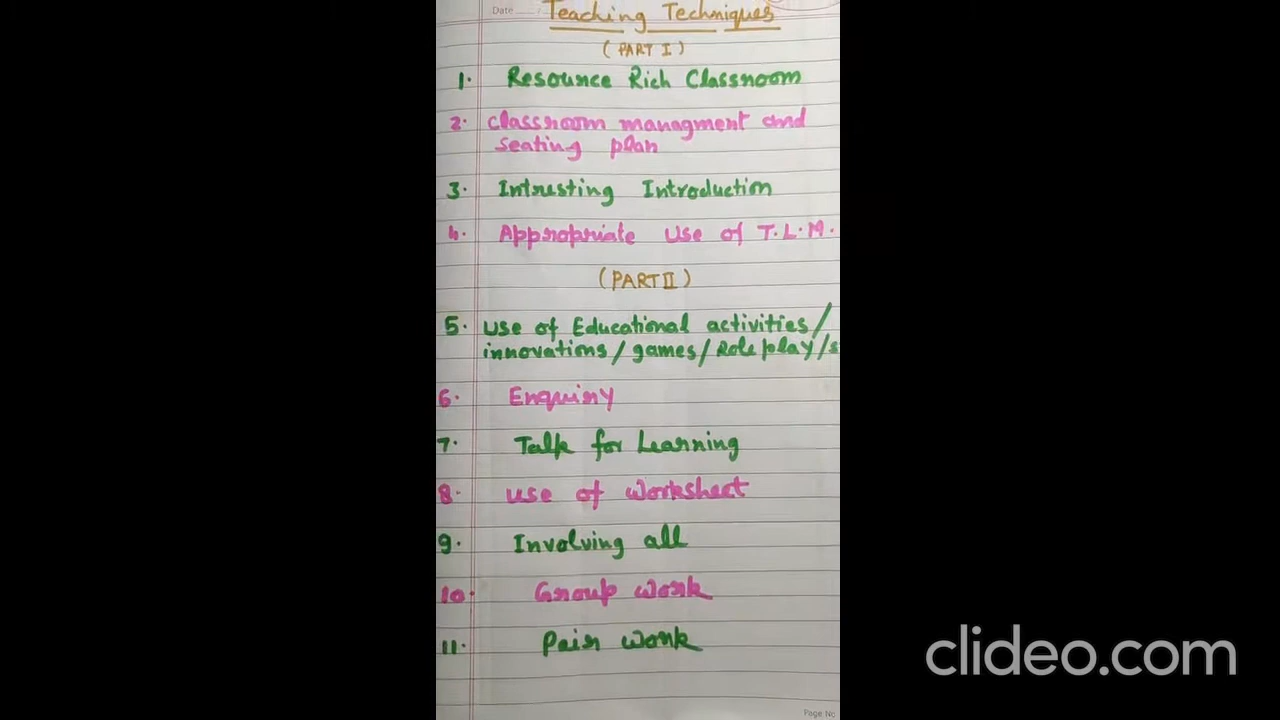 Date
Teaching Techniques
(PART I)
1. Resource Rich Classroom
2. Classroom managment and
seating plan
3. Intresting Introduction
4. Appropriate Use of T.L.M.
(PART II)
5. Use of Educational activities/
innovations/games/Role play/s
6. Enquiry
7. Talk for Learning
8. Use of worksheet
9. Involving all
10. Group work
11. Pair work
clideo.com
Page No